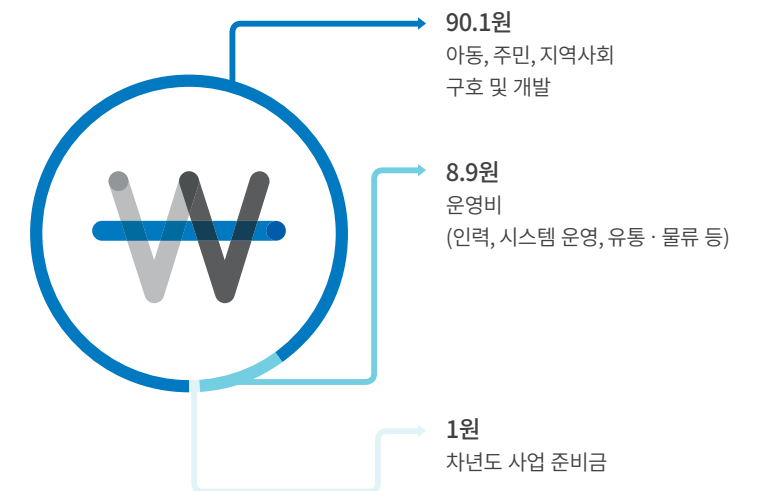 90.1원
아동, 주민, 지역사회
구호 및 개발
8.9원
운영비
(인력, 시스템 운영, 유통 · 물류 등)
1원
차년도 사업 준비금